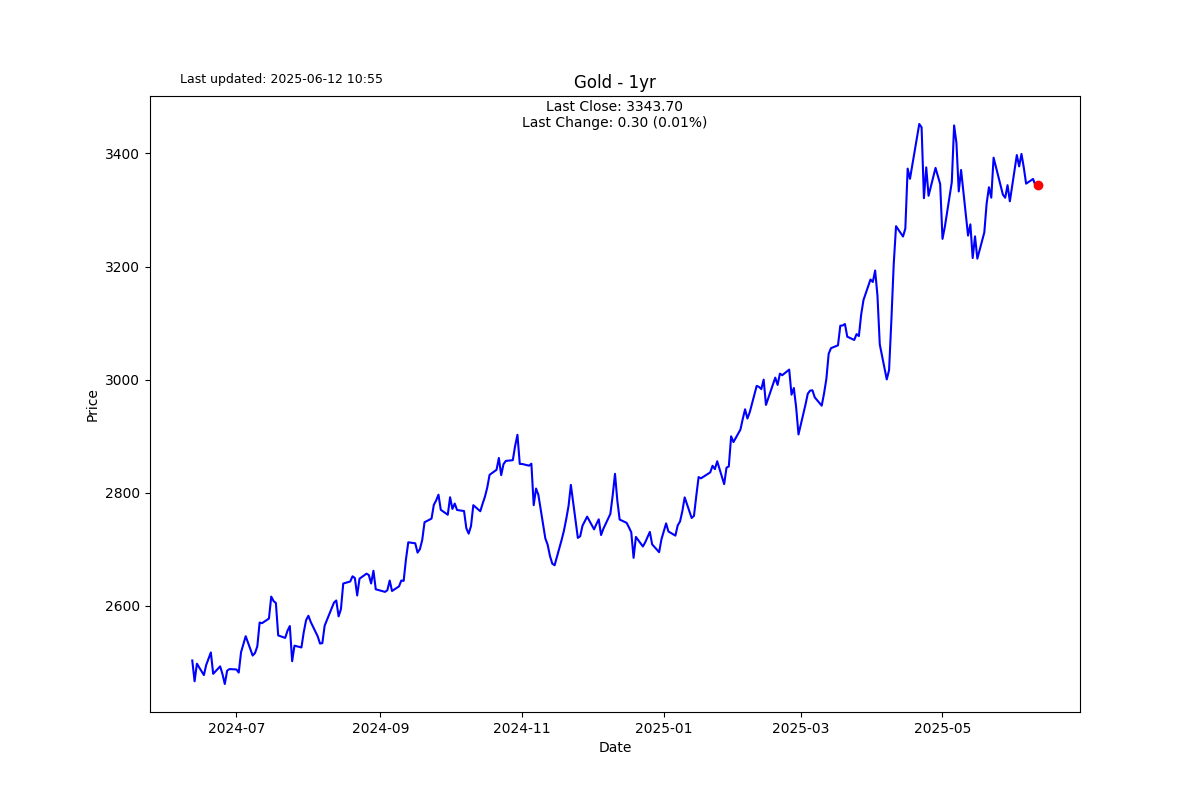 Last updated: 2025-06-12 10:55
Gold - 1yr
Last Close: 3343.70
Last Change: 0.30 (0.01%)
3400
3200
3000
2800
2600
Price
2024-07
2024-09
2024-11
2025-01
2025-03
2025-05
Date